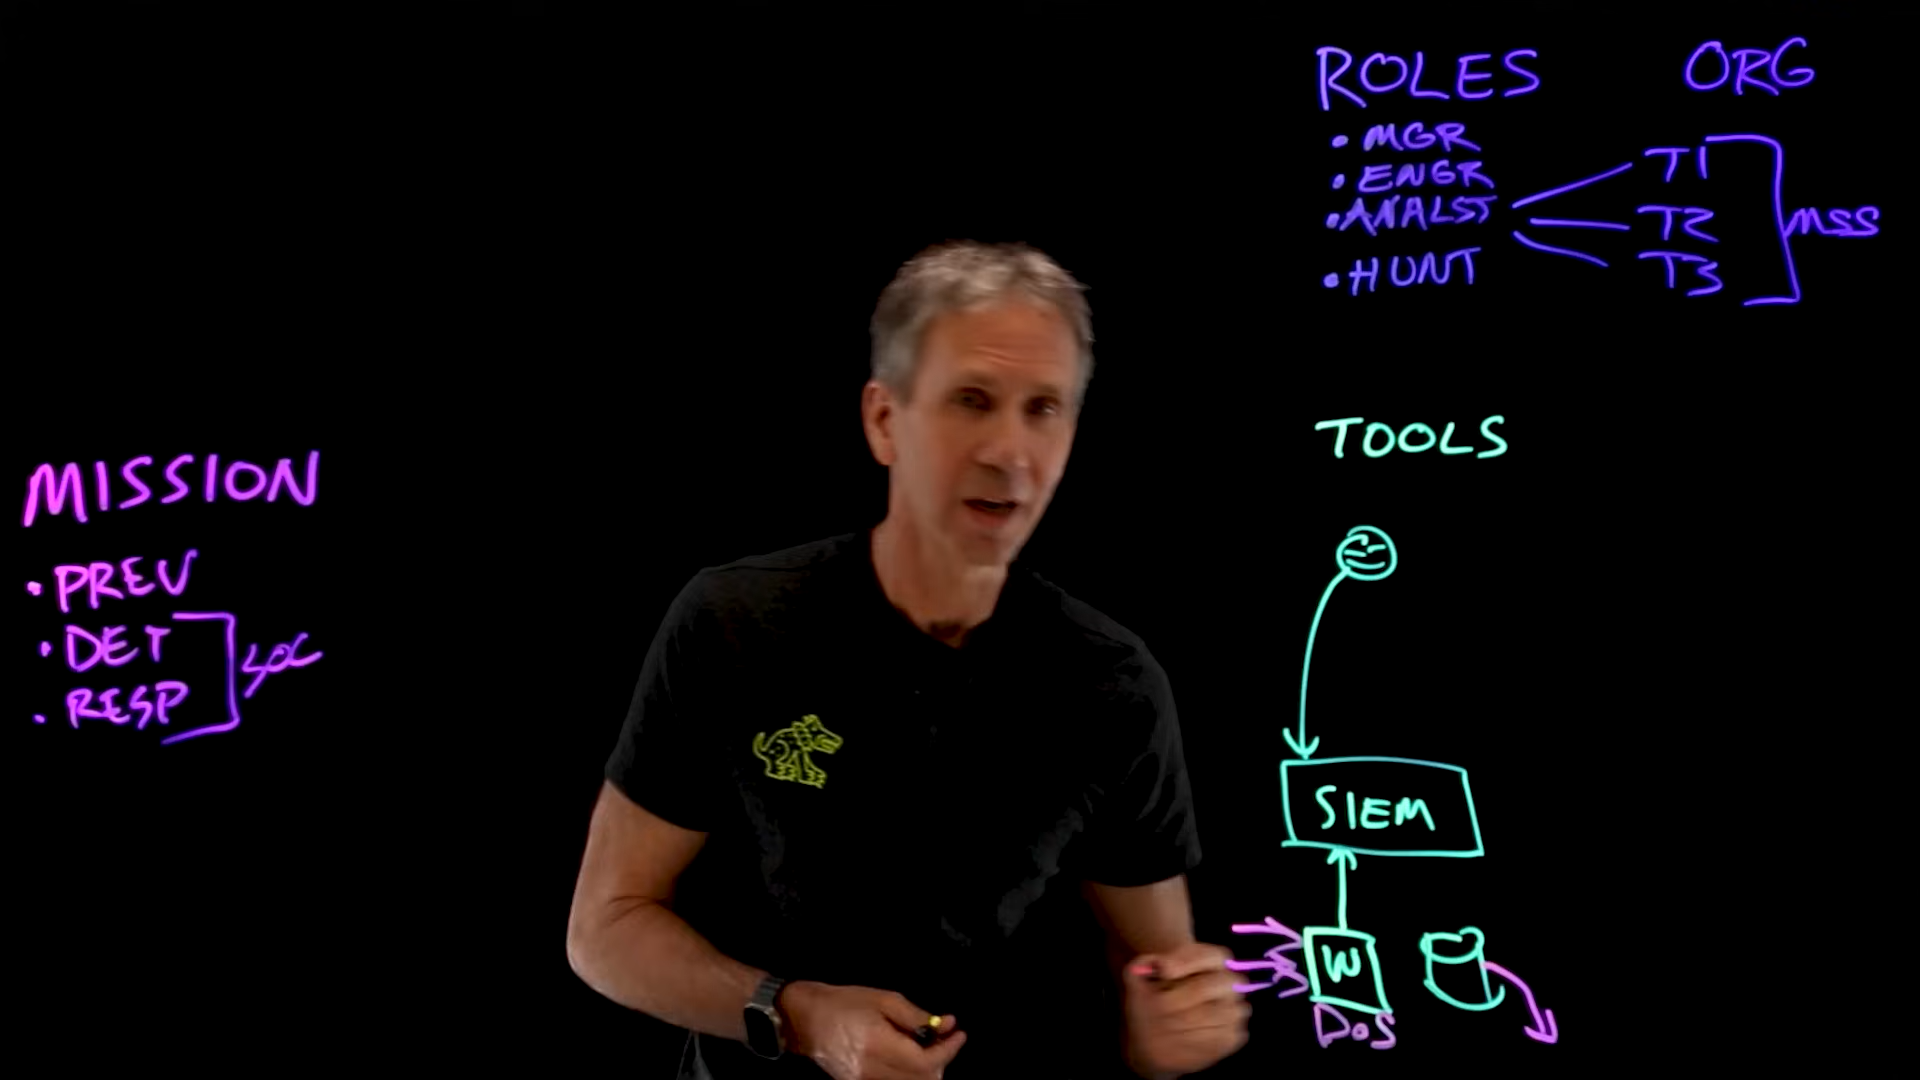 ROLES
• MGR
• ENGR
• ANALST
• HUNT
ORG
T1
T2
T3
MSS
MISSION
• PREV
• DET
• RESP
SOC
TOOLS
SIEM
W
DoS